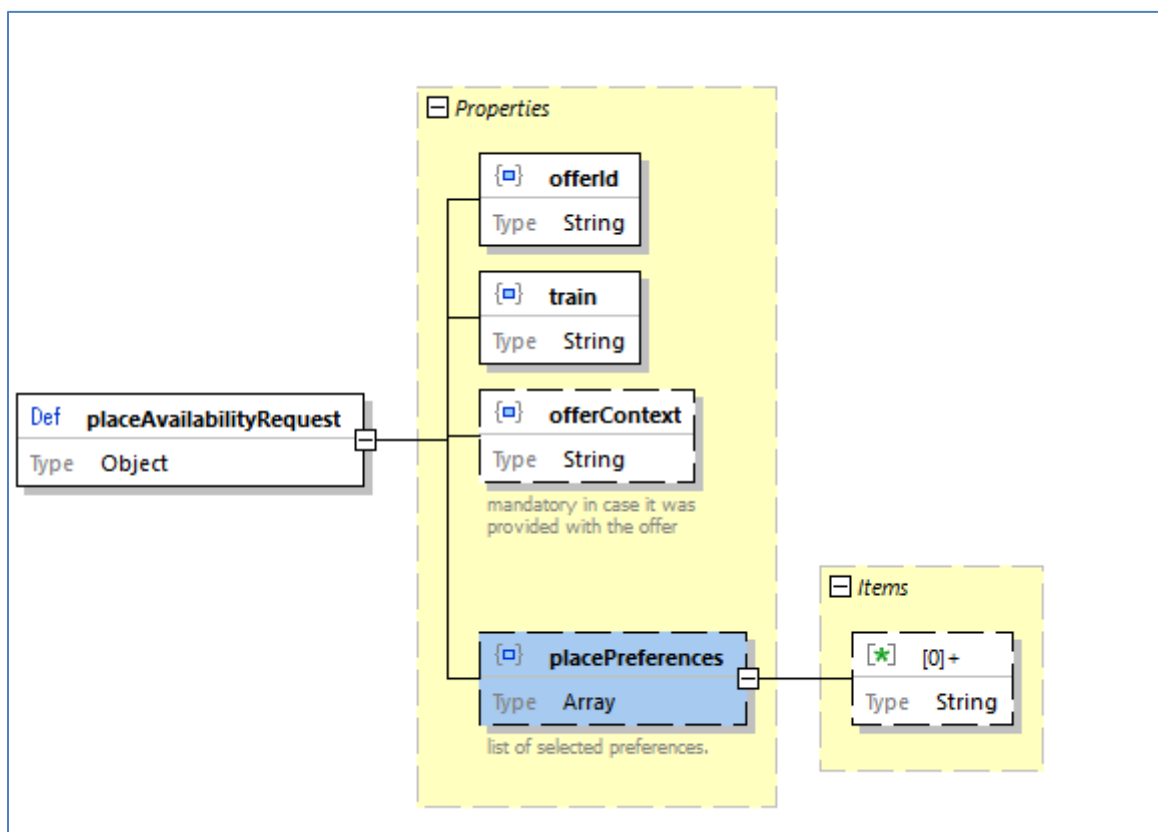 Properties
offerId
Type String
train
Type String
Def placeAvailabilityRequest
Type Object
offerContext
Type String
mandatory in case it was
provided with the offer
Items
placePreferences
Type Array
[0]+
Type String
list of selected preferences.